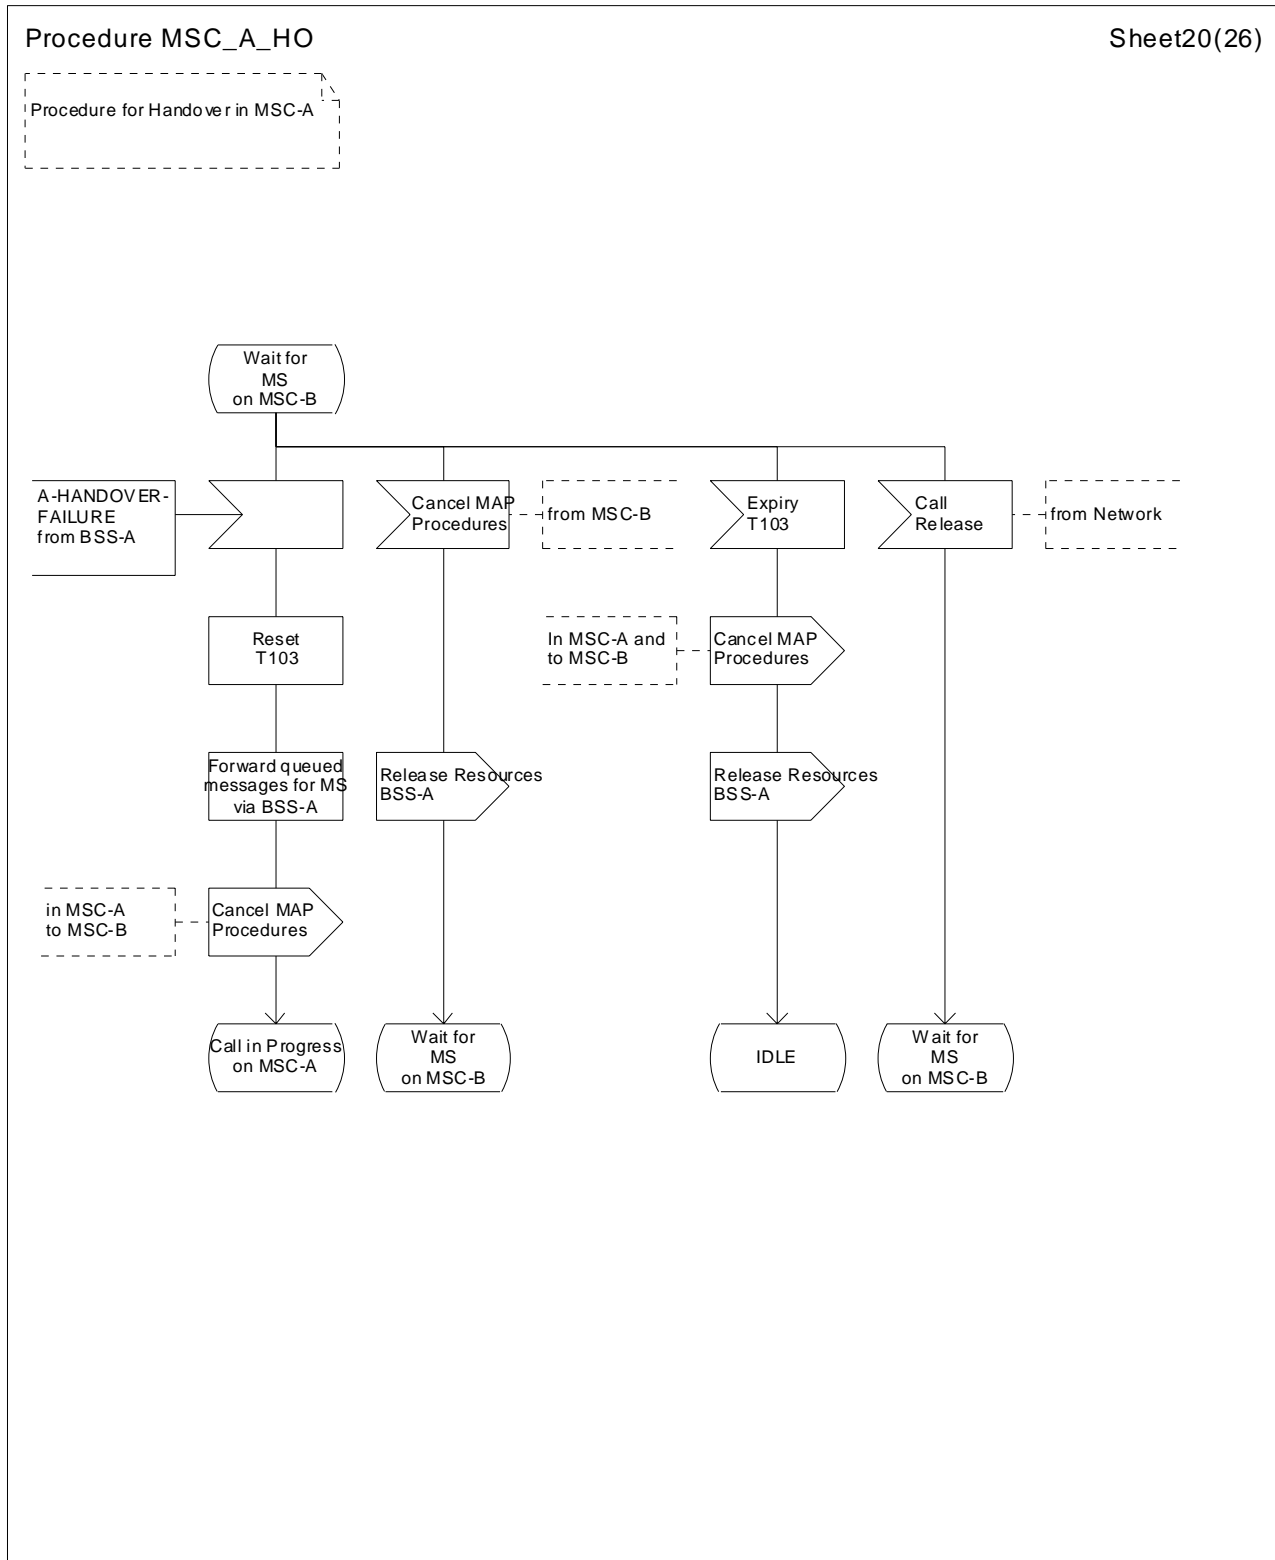 Procedure MSC_A_HO
Sheet20(26)
Procedure for Handover in MSC-A
Wait for
MS
on MSC-B
A-HANDOVER-
FAILURE
from BSS-A
Cancel MAP
Procedures
from MSC-B
Expiry
T103
Call
Release
from Network
Reset
T103
In MSC-A and
to MSC-B
Cancel MAP
Procedures
Forward queued
messages for MS
via BSS-A
Release Resources
BSS-A
Release Resources
BSS-A
in MSC-A
to MSC-B
Cancel MAP
Procedures
Call in Progress
on MSC-A
Wait for
MS
on MSC-B
IDLE
Wait for
MS
on MSC-B